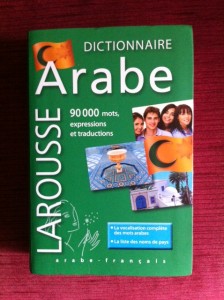 DICTIONNAIRE
Arabe
LAROUSSE
90 000 mots,
expressions
et traductions
• La vocalisation complète
des mots arabes
• La liste des noms de pays
arabe-français